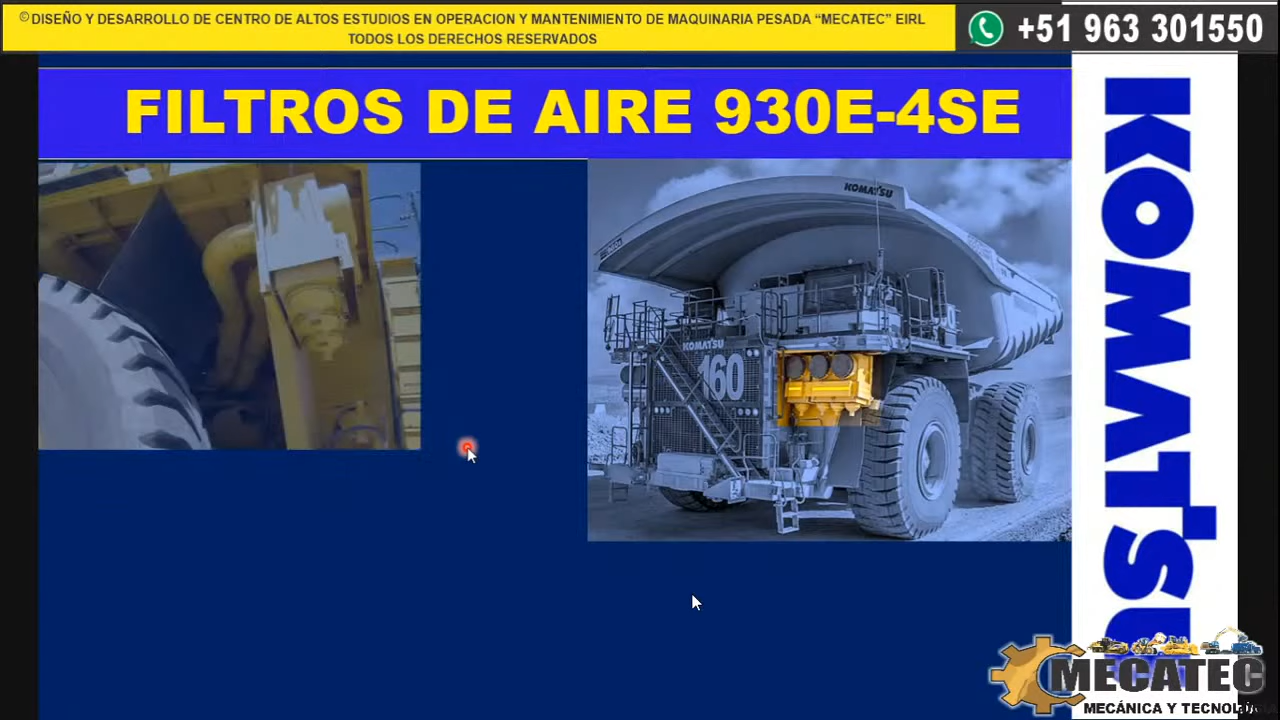 © DISEÑO Y DESARROLLO DE CENTRO DE ALTOS ESTUDIOS EN OPERACION Y MANTENIMIENTO DE MAQUINARIA PESADA “MECATEC” EIRL
TODOS LOS DERECHOS RESERVADOS
+51 963 301550
FILTROS DE AIRE 930E-4SE
KOMATSU
KOMATSU
160
KOMATSU
MECATEC
MECÁNICA Y TECNOLOGÍA